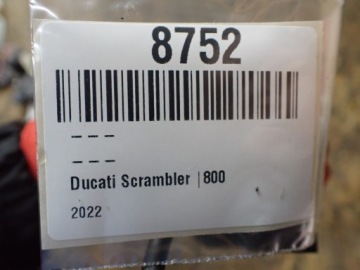 8752
---
---
Ducati Scrambler |800
2022